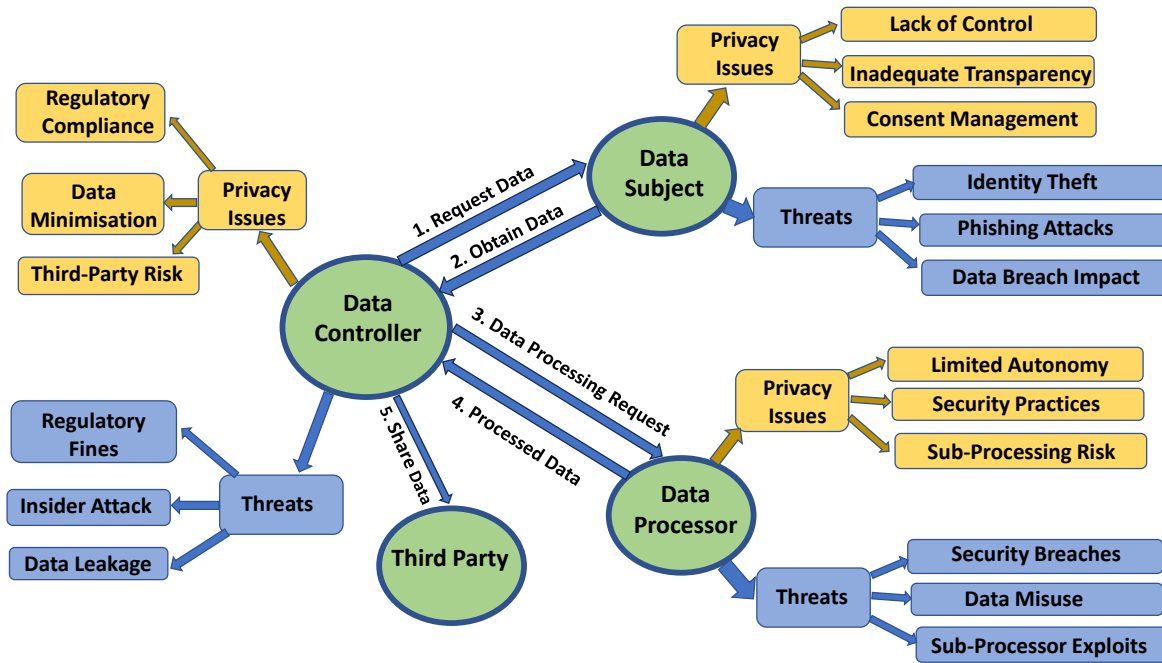 Privacy
Issues
Lack of Control
Inadequate Transparency
Consent Management
Regulatory
Compliance
Data
Minimisation
Third-Party Risk
Privacy
Issues
Data
Subject
Threats
Identity Theft
Phishing Attacks
Data Breach Impact
1. Request Data
2. Obtain Data
Data
Controller
3. Data Processing Request
4. Processed Data
5. Share Data
Privacy
Issues
Limited Autonomy
Security Practices
Sub-Processing Risk
Regulatory
Fines
Insider Attack
Data Leakage
Threats
Third Party
Data
Processor
Threats
Security Breaches
Data Misuse
Sub-Processor Exploits